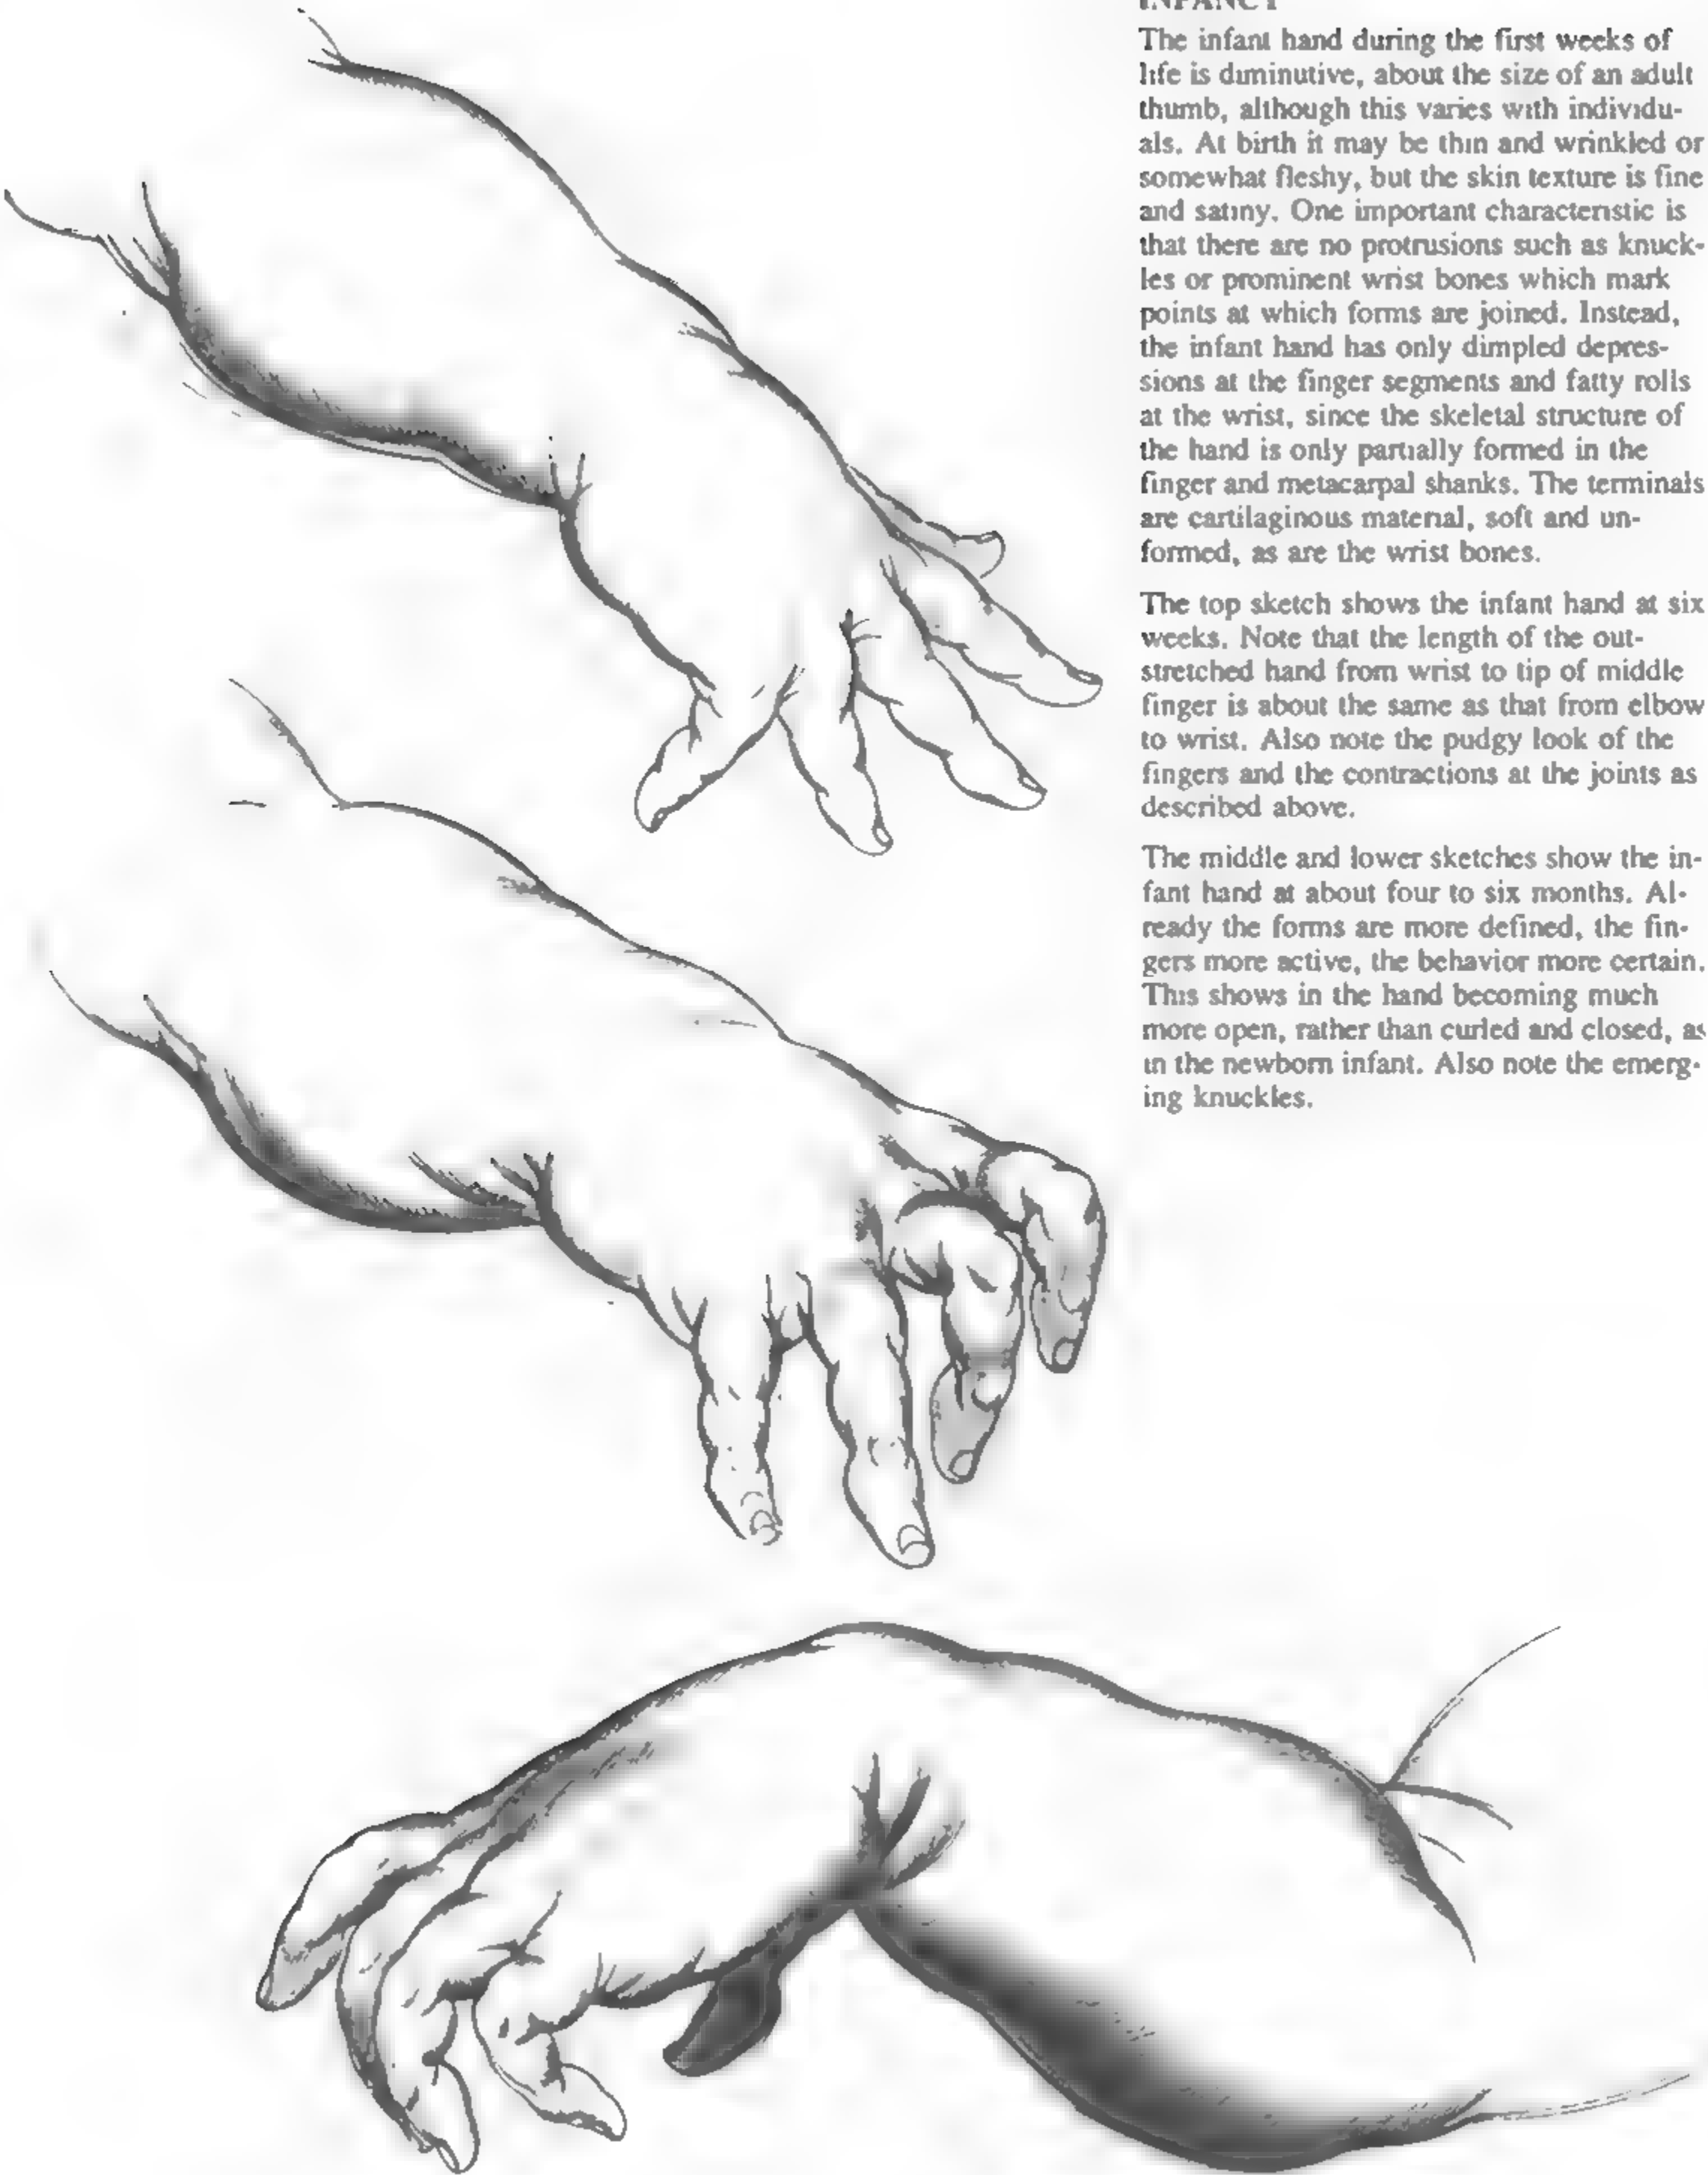 INFANCY
The infant hand during the first weeks of
life is diminutive, about the size of an adult
thumb, although this varies with individu-
als. At birth it may be thin and wrinkled or
somewhat fleshy, but the skin texture is fine
and satiny. One important characteristic is
that there are no protrusions such as knuck-
les or prominent wrist bones which mark
points at which forms are joined. Instead,
the infant hand has only dimpled depres-
sions at the finger segments and fatty rolls
at the wrist, since the skeletal structure of
the hand is only partially formed in the
finger and metacarpal shanks. The terminals
are cartilaginous material, soft and un-
formed, as are the wrist bones.
The top sketch shows the infant hand at six
weeks. Note that the length of the out-
stretched hand from wrist to tip of middle
finger is about the same as that from elbow
to wrist. Also note the pudgy look of the
fingers and the contractions at the joints as
described above.
The middle and lower sketches show the in-
fant hand at about four to six months. Al-
ready the forms are more defined, the fin-
gers more active, the behavior more certain.
This shows in the hand becoming much
more open, rather than curled and closed, as
in the newborn infant. Also note the emerg-
ing knuckles.